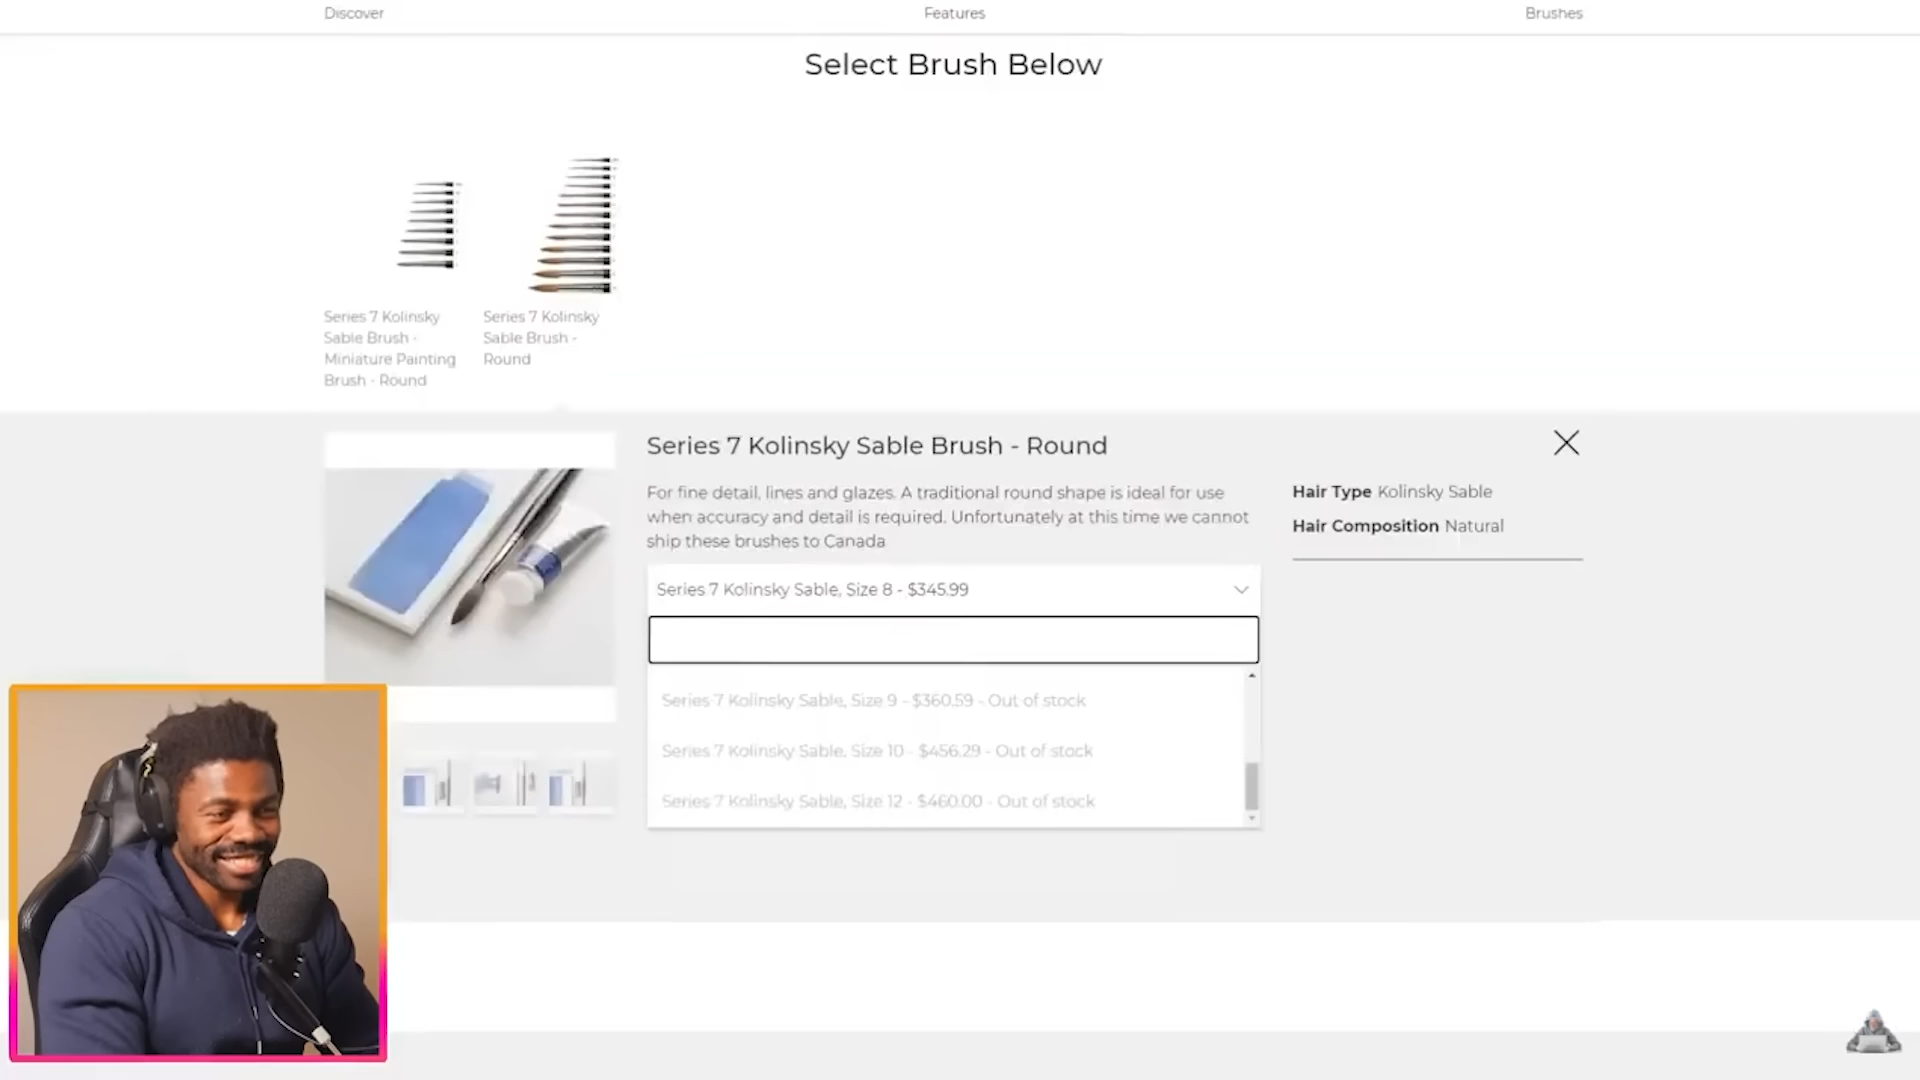 Discover
Features
Brushes
Select Brush Below
Series 7 Kolinsky
Sable Brush -
Miniature Painting
Brush - Round
Series 7 Kolinsky
Sable Brush -
Round
Series 7 Kolinsky Sable Brush - Round
For fine detail, lines and glazes. A traditional round shape is ideal for use
when accuracy and detail is required. Unfortunately at this time we cannot
ship these brushes to Canada
Hair Type Kolinsky Sable
Hair Composition Natural
Series 7 Kolinsky Sable, Size 8 - $345.99
Series 7 Kolinsky Sable, Size 9 - $360.59 - Out of stock
Series 7 Kolinsky Sable, Size 10 - $456.29 - Out of stock
Series 7 Kolinsky Sable, Size 12 - $460.00 - Out of stock